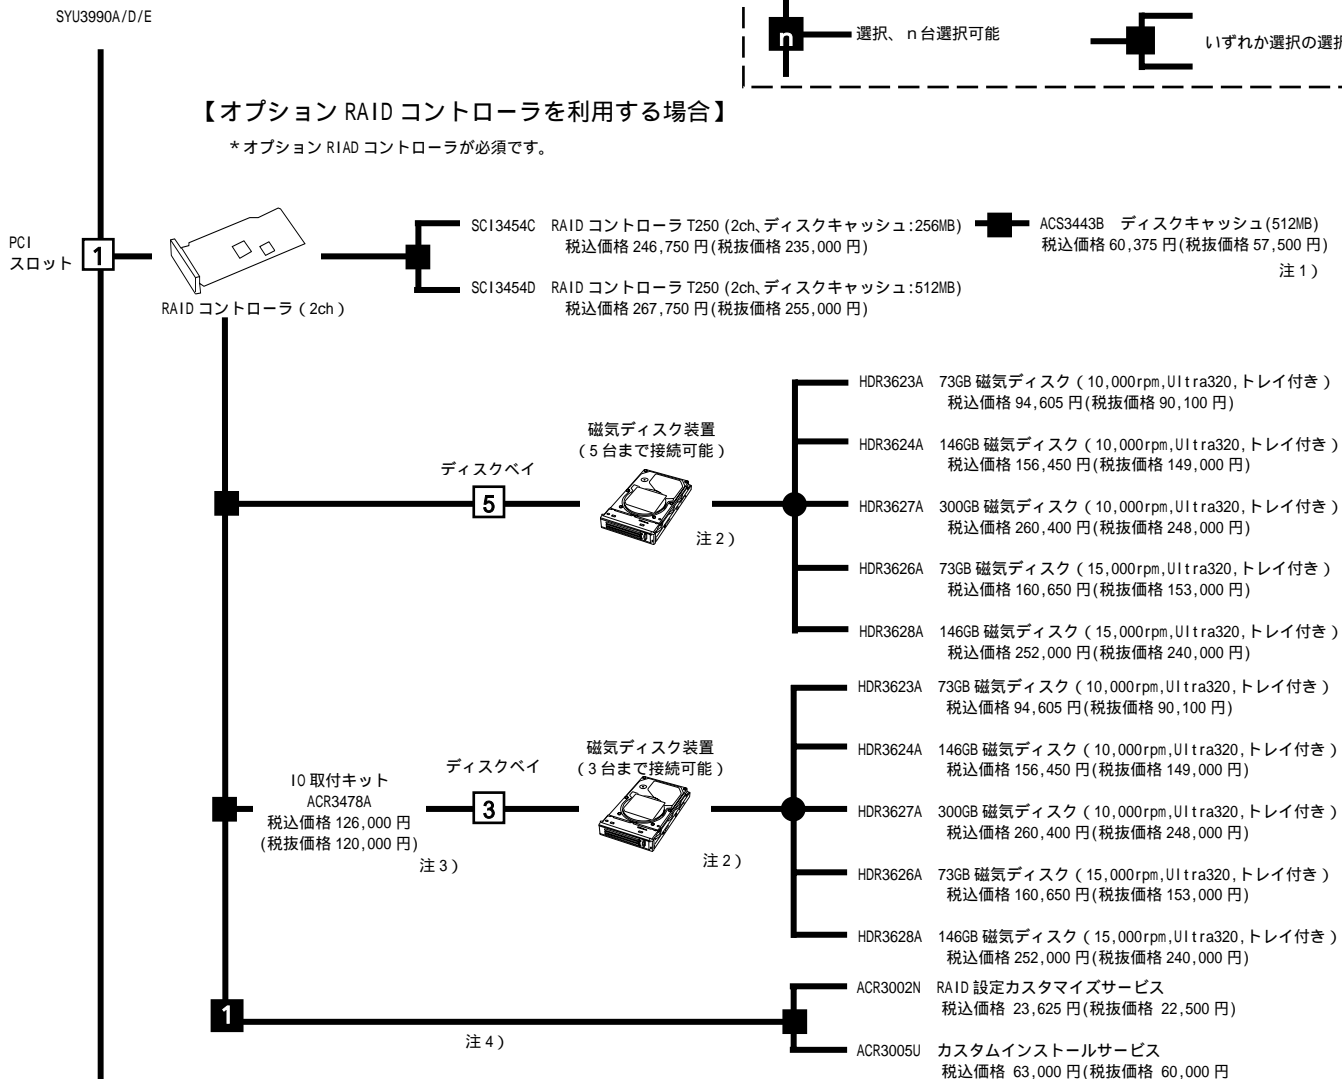 SYU3990A/D/E
n
選択、n台選択可能
いずれか選択の選択
【オプション RAID コントローラを利用する場合】
*オプション RIAD コントローラが必須です。
PCI
スロット
1
RAID コントローラ(2ch)
SCI3454C RAID コントローラ T250 (2ch、ディスクキャッシュ:256MB)
税込価格 246,750 円(税抜価格 235,000 円)
ACS3443B ディスクキャッシュ(512MB)
税込価格 60,375 円(税抜価格 57,500 円)
注1)
SCI3454D RAID コントローラ T250 (2ch、ディスクキャッシュ:512MB)
税込価格 267,750 円(税抜価格 255,000 円)
ディスクベイ
5
磁気ディスク装置
(5台まで接続可能)
注2)
HDR3623A 73GB 磁気ディスク(10,000rpm,Ultra320,トレイ付き)
税込価格 94,605 円(税抜価格 90,100 円)
HDR3624A 146GB 磁気ディスク(10,000rpm,Ultra320,トレイ付き)
税込価格 156,450 円(税抜価格 149,000 円)
HDR3627A 300GB 磁気ディスク(10,000rpm,Ultra320,トレイ付き)
税込価格 260,400 円(税抜価格 248,000 円)
HDR3626A 73GB 磁気ディスク(15,000rpm,Ultra320,トレイ付き)
税込価格 160,650 円(税抜価格 153,000 円)
HDR3628A 146GB 磁気ディスク(15,000rpm,Ultra320,トレイ付き)
税込価格 252,000 円(税抜価格 240,000 円)
IO 取付キット
ACR3478A
税込価格 126,000 円
(税抜価格 120,000 円)
注3)
ディスクベイ
3
磁気ディスク装置
(3台まで接続可能)
注2)
HDR3623A 73GB 磁気ディスク(10,000rpm,Ultra320,トレイ付き)
税込価格 94,605 円(税抜価格 90,100 円)
HDR3624A 146GB 磁気ディスク(10,000rpm,Ultra320,トレイ付き)
税込価格 156,450 円(税抜価格 149,000 円)
HDR3627A 300GB 磁気ディスク(10,000rpm,Ultra320,トレイ付き)
税込価格 260,400 円(税抜価格 248,000 円)
HDR3626A 73GB 磁気ディスク(15,000rpm,Ultra320,トレイ付き)
税込価格 160,650 円(税抜価格 153,000 円)
HDR3628A 146GB 磁気ディスク(15,000rpm,Ultra320,トレイ付き)
税込価格 252,000 円(税抜価格 240,000 円)
1
注4)
ACR3002N RAID 設定カスタマイズサービス
税込価格 23,625 円(税抜価格 22,500 円)
ACR3005U カスタムインストールサービス
税込価格 63,000 円(税抜価格 60,000 円